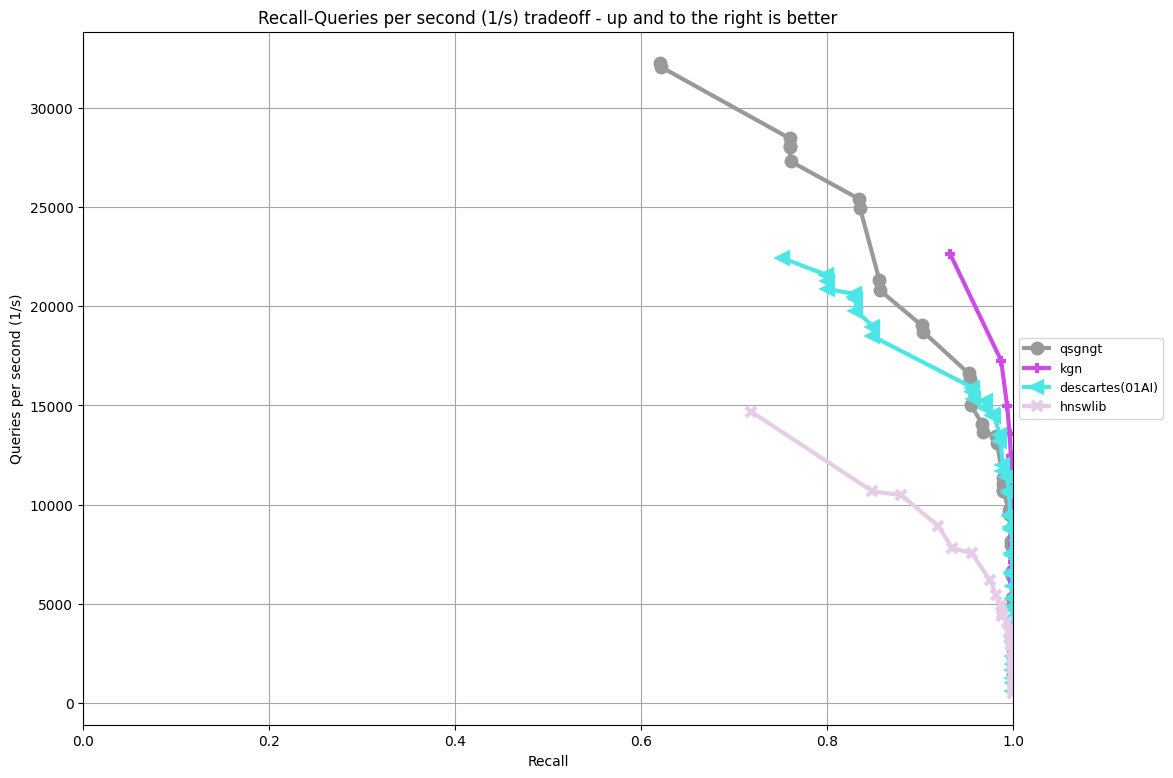 Recall-Queries per second (1/s) tradeoff - up and to the right is better
Queries per second (1/s)
30000
25000
20000
15000
10000
5000
0
0.0 0.2 0.4 0.6 0.8 1.0
Recall
qsgngt
kgn
descartes(01AI)
hnswlib